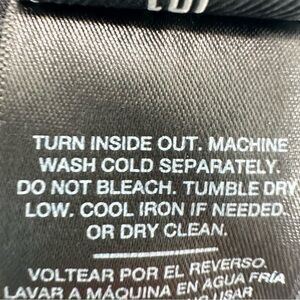 TURN INSIDE OUT. MACHINE
WASH COLD SEPARATELY.
DO NOT BLEACH. TUMBLE DRY
LOW. COOL IRON IF NEEDED.
OR DRY CLEAN.
VOLTEAR POR EL REVERSO.
LAVAR A MÁQUINA EN AGUA FRÍA
USAR